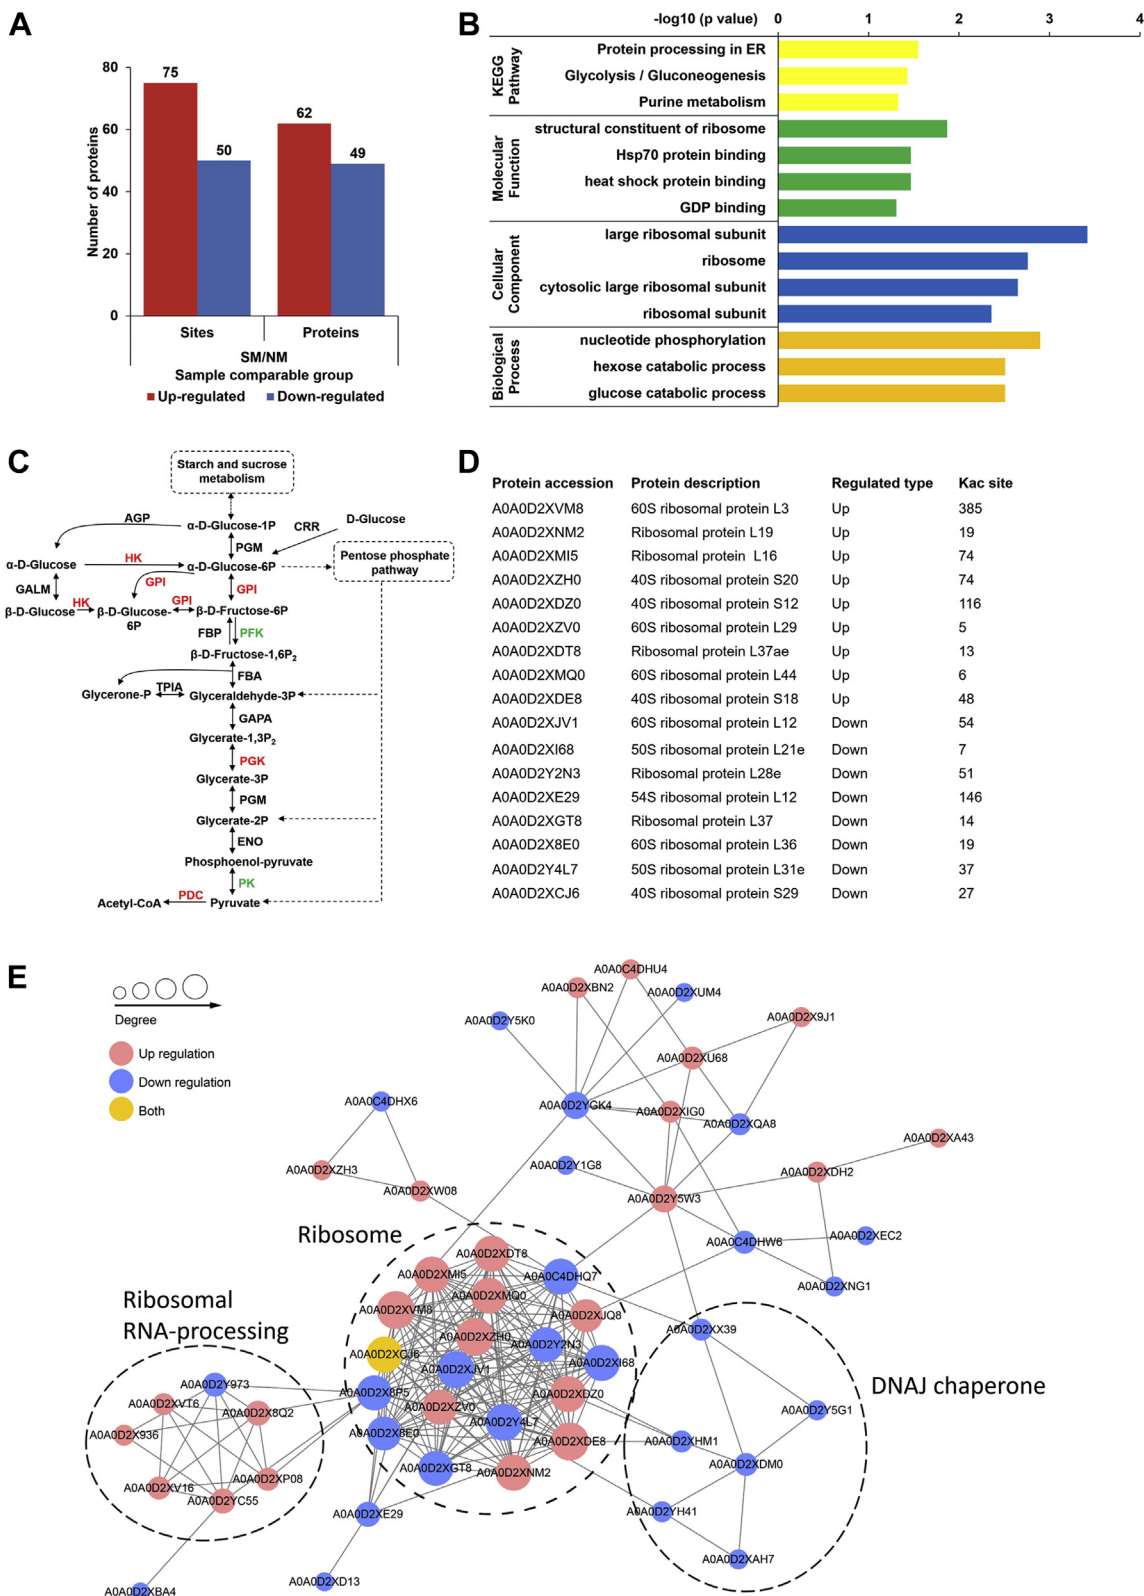 A
80
60
40
20
0
Number of proteins
75
50
62
49
Sites
Proteins
SM/NM
Sample comparable group
Up-regulated
Down-regulated
B
-log10 (p value)
0
1
2
3
4
KEGG
Pathway
Protein processing in ER
Glycolysis / Gluconeogenesis
Purine metabolism
Molecular
Function
structural constituent of ribosome
Hsp70 protein binding
heat shock protein binding
GDP binding
Cellular
Component
large ribosomal subunit
ribosome
cytosolic large ribosomal subunit
ribosomal subunit
Biological
Process
nucleotide phosphorylation
hexose catabolic process
glucose catabolic process
C
Starch and sucrose
metabolism
AGP
α-D-Glucose-1P
CRR
D-Glucose
PGM
Pentose phosphate
pathway
α-D-Glucose
HK
α-D-Glucose-6P
GALM
GPI
GPI
β-D-Glucose
HK
β-D-Glucose-
6P
GPI
β-D-Fructose-6P
FBP
PFK
β-D-Fructose-1,6P₂
FBA
Glycerone-P
TPIA
Glyceraldehyde-3P
GAPA
Glycerate-1,3P₂
PGK
Glycerate-3P
PGM
Glycerate-2P
ENO
Phosphoenol-pyruvate
PK
Acetyl-CoA
PDC
Pyruvate
D
Protein accession Protein description Regulated type Kac site
A0A0D2XVM8 60S ribosomal protein L3 Up 385
A0A0D2XNM2 Ribosomal protein L19 Up 19
A0A0D2XMI5 Ribosomal protein L16 Up 74
A0A0D2XZH0 40S ribosomal protein S20 Up 74
A0A0D2XDZ0 40S ribosomal protein S12 Up 116
A0A0D2XZV0 60S ribosomal protein L29 Up 5
A0A0D2XDT8 Ribosomal protein L37ae Up 13
A0A0D2XMQ0 60S ribosomal protein L44 Up 6
A0A0D2XDE8 40S ribosomal protein S18 Up 48
A0A0D2XJV1 60S ribosomal protein L12 Down 54
A0A0D2XI68 50S ribosomal protein L21e Down 7
A0A0D2Y2N3 Ribosomal protein L28e Down 51
A0A0D2XE29 54S ribosomal protein L12 Down 146
A0A0D2XGT8 Ribosomal protein L37 Down 14
A0A0D2X8E0 60S ribosomal protein L36 Down 19
A0A0D2Y4L7 50S ribosomal protein L31e Down 37
A0A0D2XCJ6 40S ribosomal protein S29 Down 27
E
Degree
Up regulation
Down regulation
Both
A0A0C4DHU4
A0A0D2XBN2
A0A0D2XUM4
A0A0D2Y5K0
A0A0D2X9J1
A0A0D2XU68
A0A0C4DHX6
A0A0D2YGK4
A0A0D2XIG0
A0A0D2XQA8
A0A0D2XA43
A0A0D2XZH3
A0A0D2Y1G8
A0A0D2XDH2
A0A0D2XW08
A0A0D2Y5W3
Ribosome
A0A0C4DHW6
A0A0D2XEC2
A0A0D2XDT8
A0A0D2XMI5
A0A0C4DHQ7
A0A0D2XNG1
A0A0D2XMQ0
Ribosomal
RNA-processing
A0A0D2XVM8
A0A0D2XJQ8
A0A0D2XX39
A0A0D2XZH0
A0A0D2Y2N3
A0A0D2XCJ6
A0A0D2XJV1
A0A0D2XI68
DNAJ chaperone
A0A0D2Y973
A0A0D2X8P5
A0A0D2XDZ0
A0A0D2XVT6
A0A0D2X8Q2
A0A0D2XZV0
A0A0D2Y5G1
A0A0D2X936
A0A0D2X8E0
A0A0D2Y4L7
A0A0D2XDE8
A0A0D2XHM1
A0A0D2XV16
A0A0D2XP08
A0A0D2XGT8
A0A0D2XNM2
A0A0D2XDM0
A0A0D2YC55
A0A0D2XE29
A0A0D2YH41
A0A0D2XAH7
A0A0D2XBA4
A0A0D2XD13